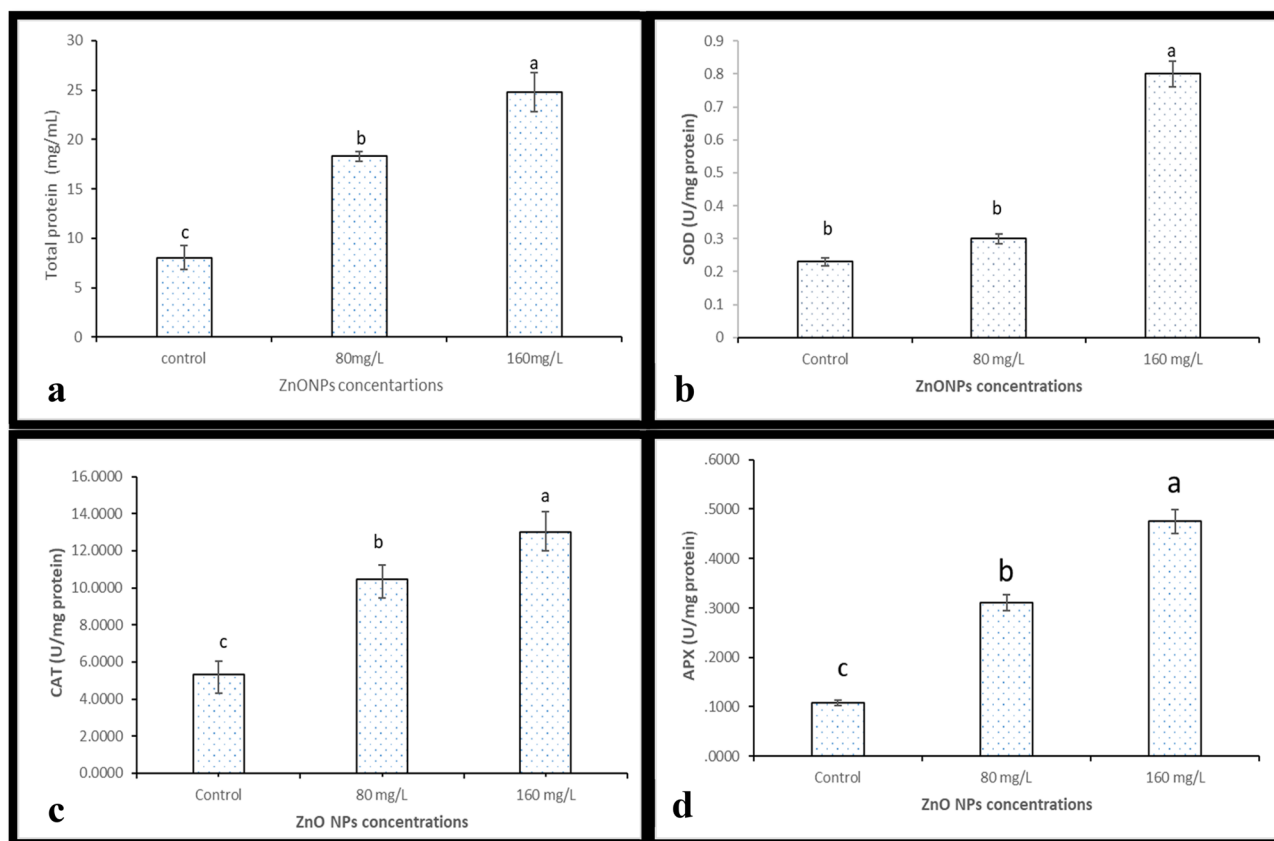 30
25
20
15
10
5
0
Total protein (mg/mL)
c
b
a
control
80mg/L
160mg/L
ZnONPs concentartions
a
0.9
0.8
0.7
0.6
0.5
0.4
0.3
0.2
0.1
0
SOD (U/mg protein)
b
b
a
Control
80 mg/L
160 mg/L
ZnONPs concentrations
b
16.0000
14.0000
12.0000
10.0000
8.0000
6.0000
4.0000
2.0000
0.0000
CAT (U/mg protein)
c
b
a
Control
80 mg/L
160 mg/L
ZnO NPs concentrations
c
.6000
.5000
.4000
.3000
.2000
.1000
.0000
APX (U/mg protein)
c
b
a
Control
80 mg/L
160 mg/L
ZnO NPs concentrations
d